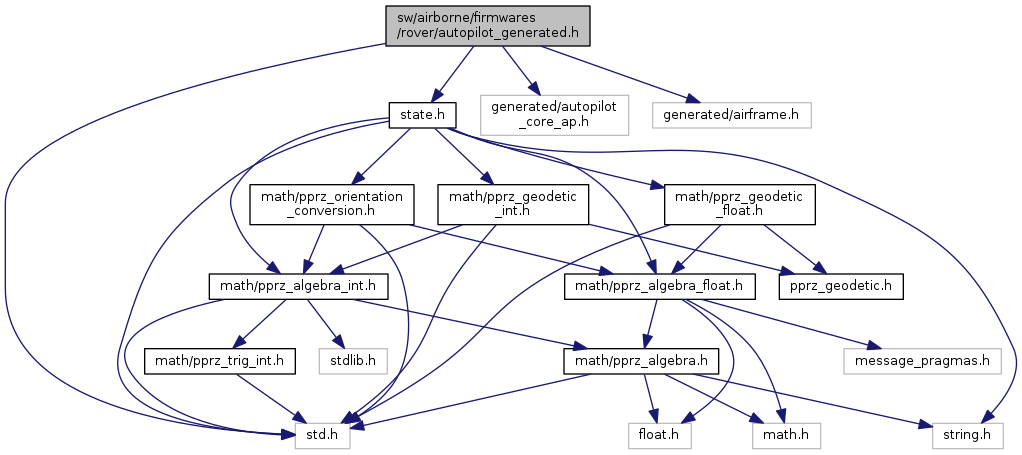 sw/airborne/firmwares
/rover/autopilot_generated.h
state.h
generated/autopilot
_core_ap.h
generated/airframe.h
math/pprz_orientation
_conversion.h
math/pprz_geodetic
_int.h
math/pprz_geodetic
_float.h
math/pprz_algebra_int.h
math/pprz_algebra_float.h
pprz_geodetic.h
math/pprz_trig_int.h
stdlib.h
math/pprz_algebra.h
message_pragmas.h
std.h
float.h
math.h
string.h